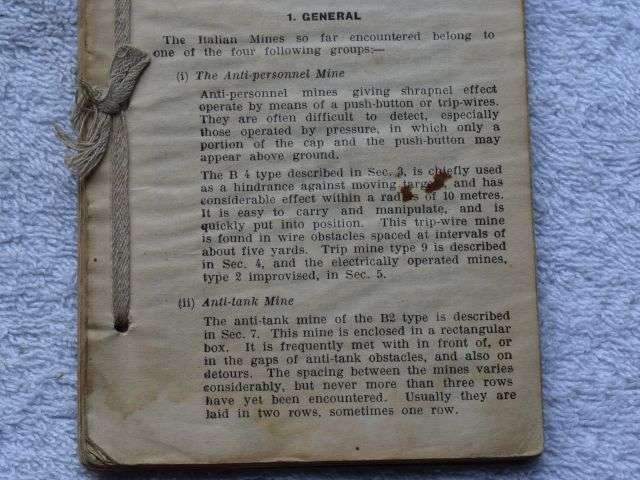 1. GENERAL
The Italian Mines so far encountered belong to
one of the four following groups:—
(i) The Anti-personnel Mine
Anti-personnel mines giving shrapnel effect
operate by means of a push-button or trip-wires.
They are often difficult to detect, especially
those operated by pressure, in which only a
portion of the cap and the push-button may
appear above ground.
The B 4 type described in Sec. 3, is chiefly used
as a hindrance against moving targets, and has
considerable effect within a radius of 10 metres.
It is easy to carry and manipulate, and is
quickly put into position. This trip-wire mine
is found in wire obstacles spaced at intervals of
about five yards. Trip mine type 9 is described
in Sec. 4, and the electrically operated mines,
type 2 improvised, in Sec. 5.
(ii) Anti-tank Mine
The anti-tank mine of the B2 type is described
in Sec. 7. This mine is enclosed in a rectangular
box. It is frequently met with in front of, or
in the gaps of anti-tank obstacles, and also on
detours. The spacing between the mines varies
considerably, but never more than three rows
have yet been encountered. Usually they are
laid in two rows, sometimes one row.